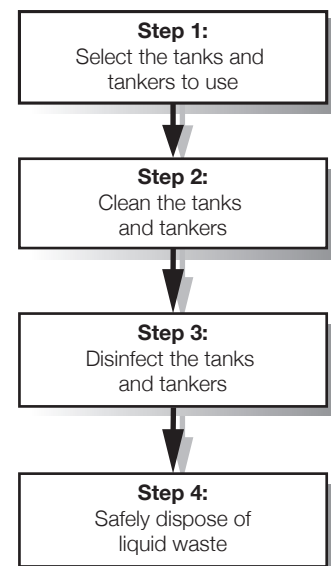 Step 1:
Select the tanks and
tankers to use
Step 2:
Clean the tanks
and tankers
Step 3:
Disinfect the tanks
and tankers
Step 4:
Safely dispose of
liquid waste